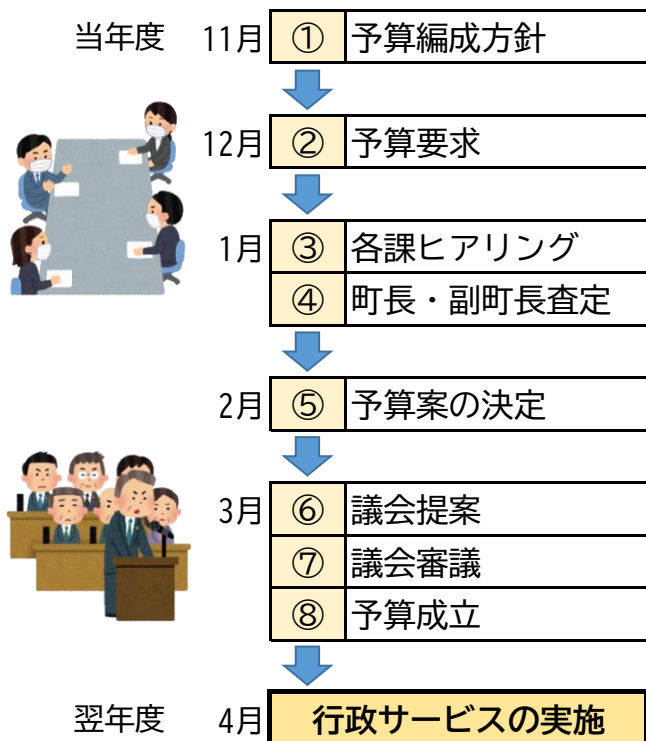 当年度 11月 ① 予算編成方針
12月 ② 予算要求
1月 ③ 各課ヒアリング
④ 町長・副町長査定
2月 ⑤ 予算案の決定
3月 ⑥ 議会提案
⑦ 議会審議
⑧ 予算成立
翌年度 4月 行政サービスの実施